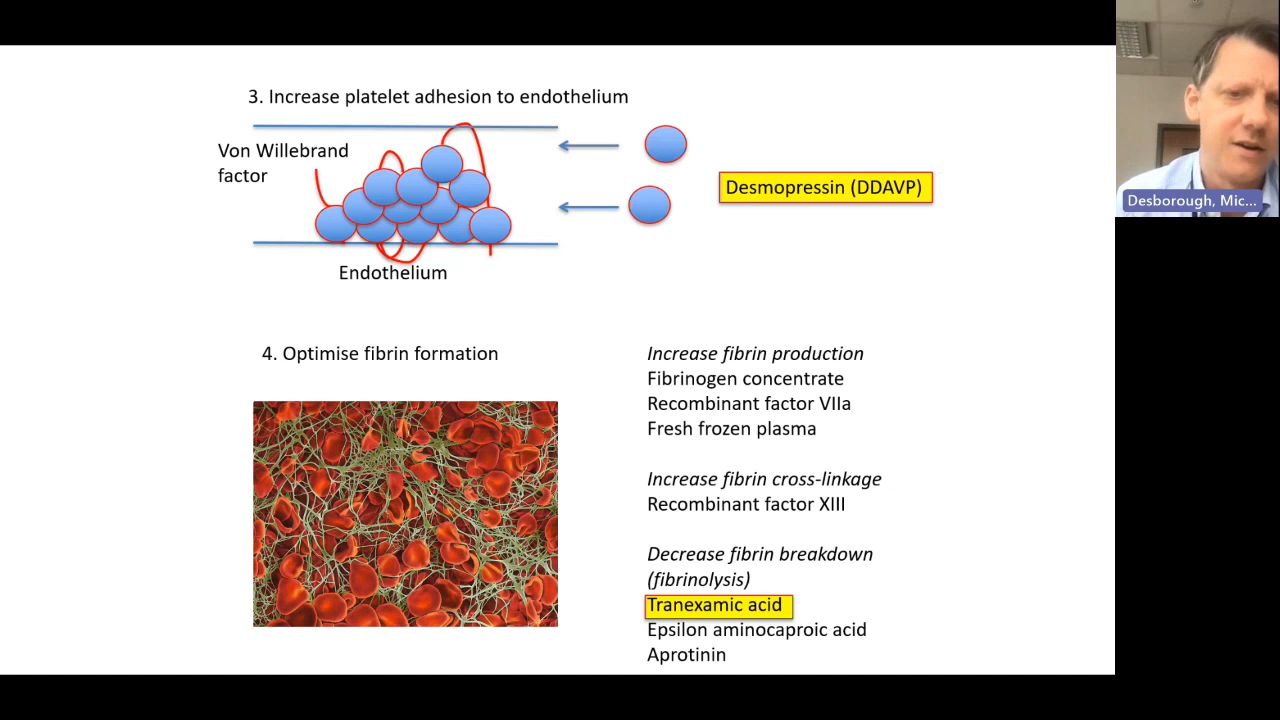 3. Increase platelet adhesion to endothelium
Von Willebrand
factor
Desmopressin (DDAVP)
Endothelium
4. Optimise fibrin formation
Increase fibrin production
Fibrinogen concentrate
Recombinant factor VIIa
Fresh frozen plasma
Increase fibrin cross-linkage
Recombinant factor XIII
Decrease fibrin breakdown
(fibrinolysis)
Tranexamic acid
Epsilon aminocaproic acid
Aprotinin
Desborough, Mic...